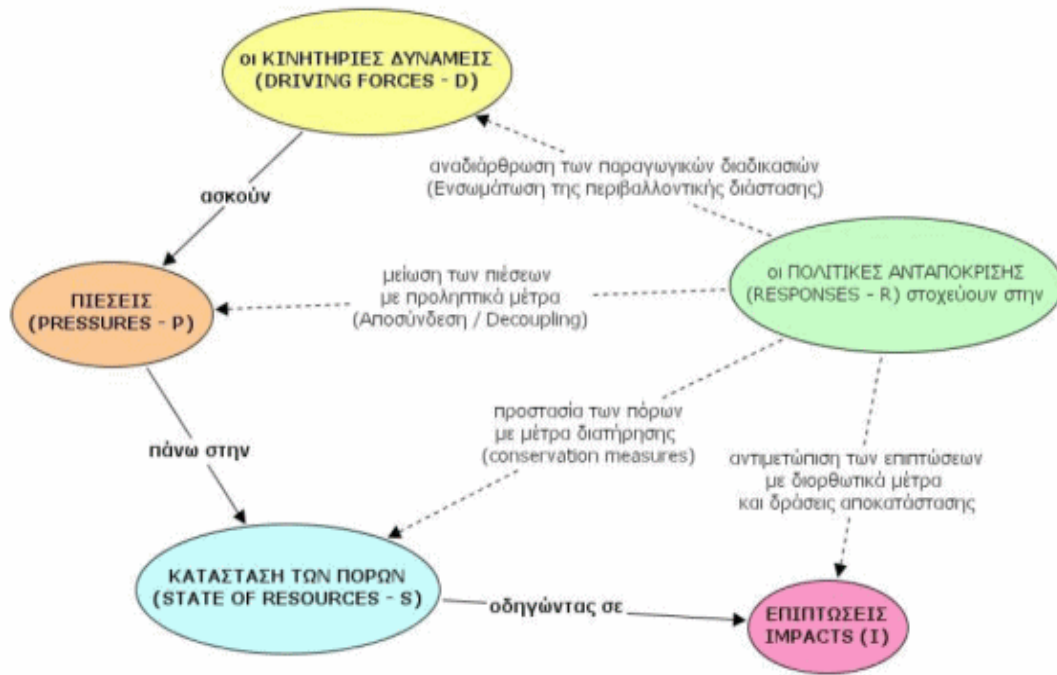 οι ΚΙΝΗΤΗΡΙΕΣ ΔΥΝΑΜΕΙΣ
(DRIVING FORCES - D)
αναδιάρθρωση των παραγωγικών διαδικασιών
(Ενσωμάτωση της περιβαλλοντικής διάστασης)
ασκούν
οι ΠΟΛΙΤΙΚΕΣ ΑΝΤΑΠΟΚΡΙΣΗΣ
(RESPONSES - R) στοχεύουν στην
μείωση των πιέσεων
με προληπτικά μέτρα
(Αποσύνδεση / Decoupling)
ΠΙΕΣΕΙΣ
(PRESSURES - P)
προστασία των πόρων
με μέτρα διατήρησης
(conservation measures)
πάνω στην
αντιμετώπιση των επιπτώσεων
με διορθωτικά μέτρα
και δράσεις αποκατάστασης
ΚΑΤΑΣΤΑΣΗ ΤΩΝ ΠΟΡΩΝ
(STATE OF RESOURCES - S)
οδηγώντας σε
ΕΠΙΠΤΩΣΕΙΣ
IMPACTS (I)